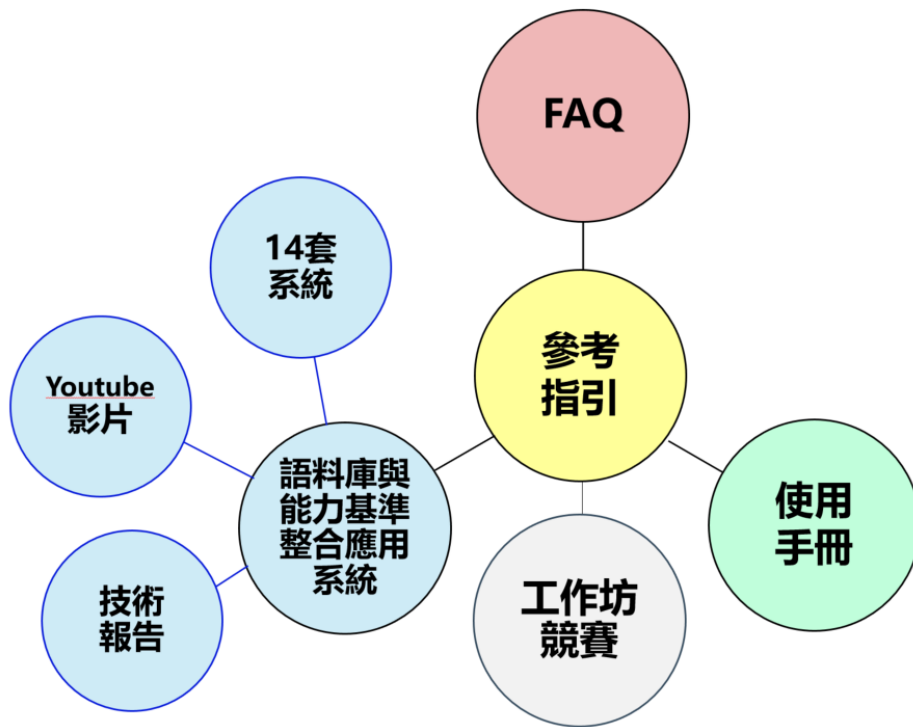 FAQ
14套
系統
參考
指引
Youtube
影片
語料庫與
能力基準
整合應用
系統
使用
手冊
技術
報告
工作坊
競賽